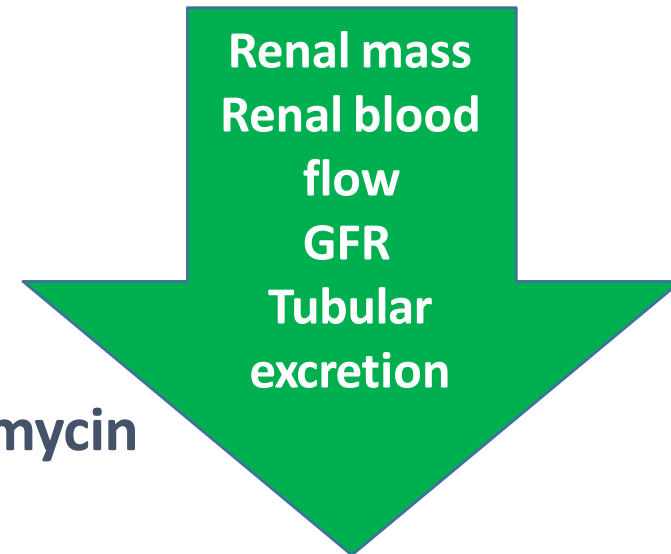 Renal mass
Renal blood
flow
GFR
Tubular
excretion
mycin